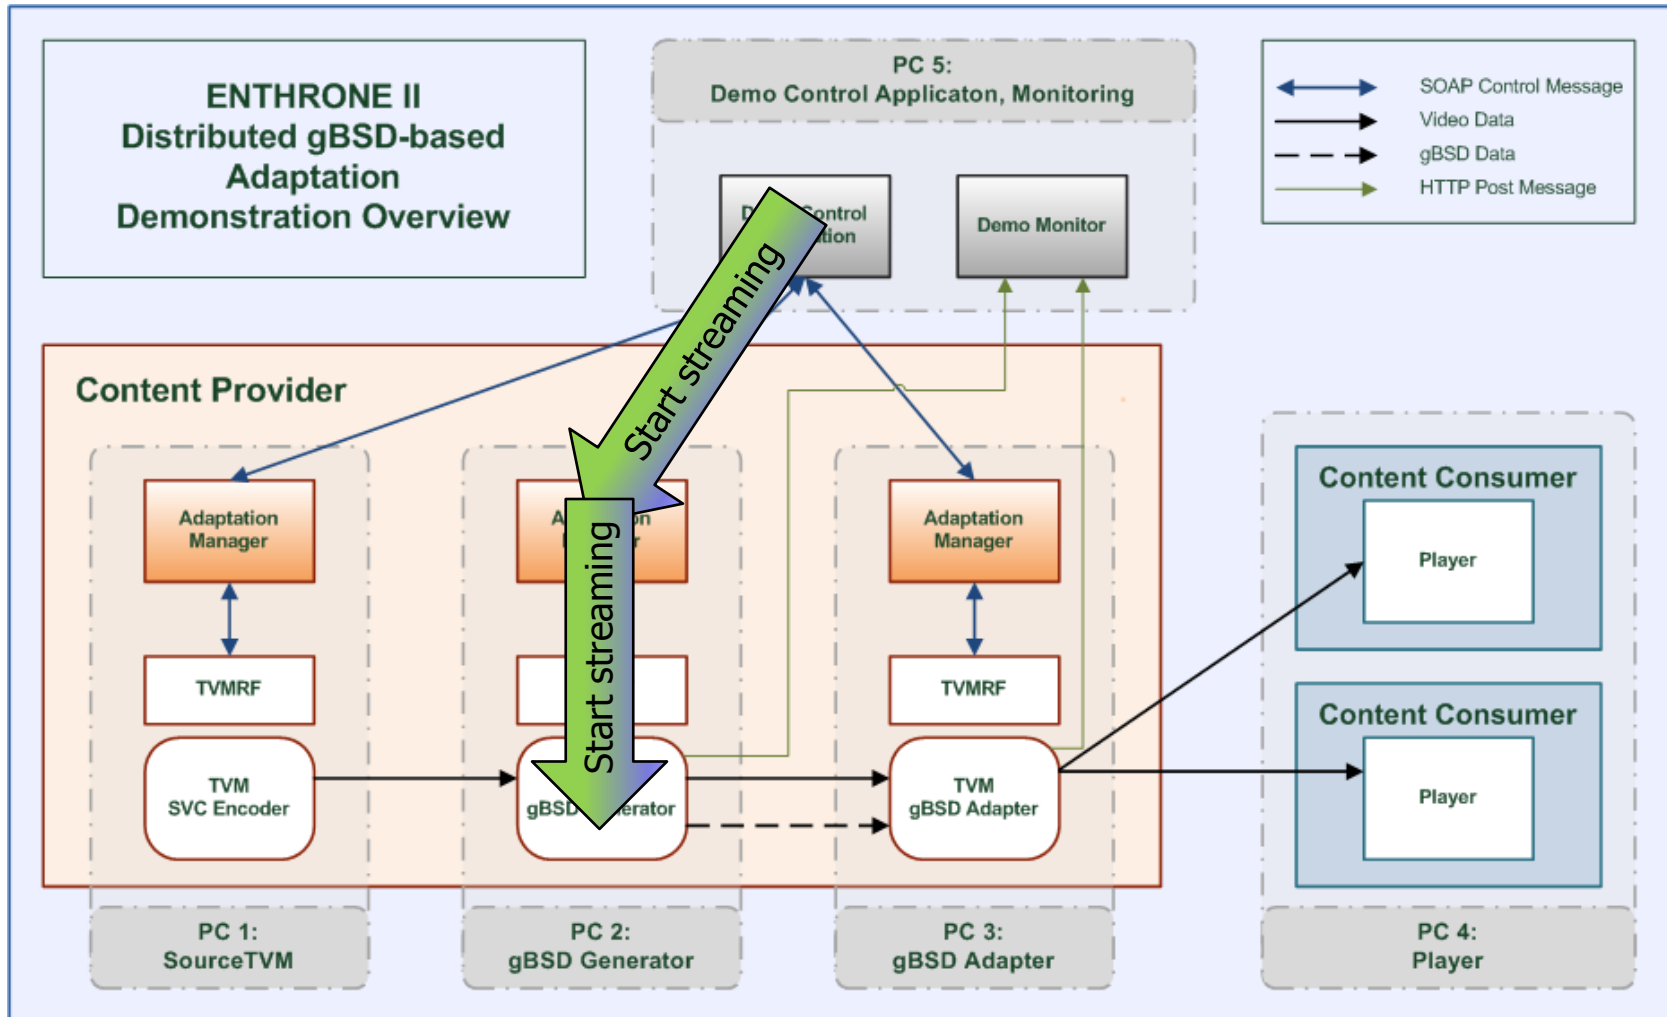 ENTHRONE II
Distributed gBSD-based
Adaptation
Demonstration Overview
PC 5:
Demo Control Applicaton, Monitoring
SOAP Control Message
Video Data
gBSD Data
HTTP Post Message
Control
Demo Monitor
Start streaming
Content Provider
Adaptation
Manager
Start streaming
Adaptation
Manager
TVMRF
TVMRF
TVM
SVC Encoder
gBSD
TVM
gBSD Adapter
Content Consumer
Player
Content Consumer
Player
PC 1:
SourceTVM
PC 2:
gBSD Generator
PC 3:
gBSD Adapter
PC 4:
Player